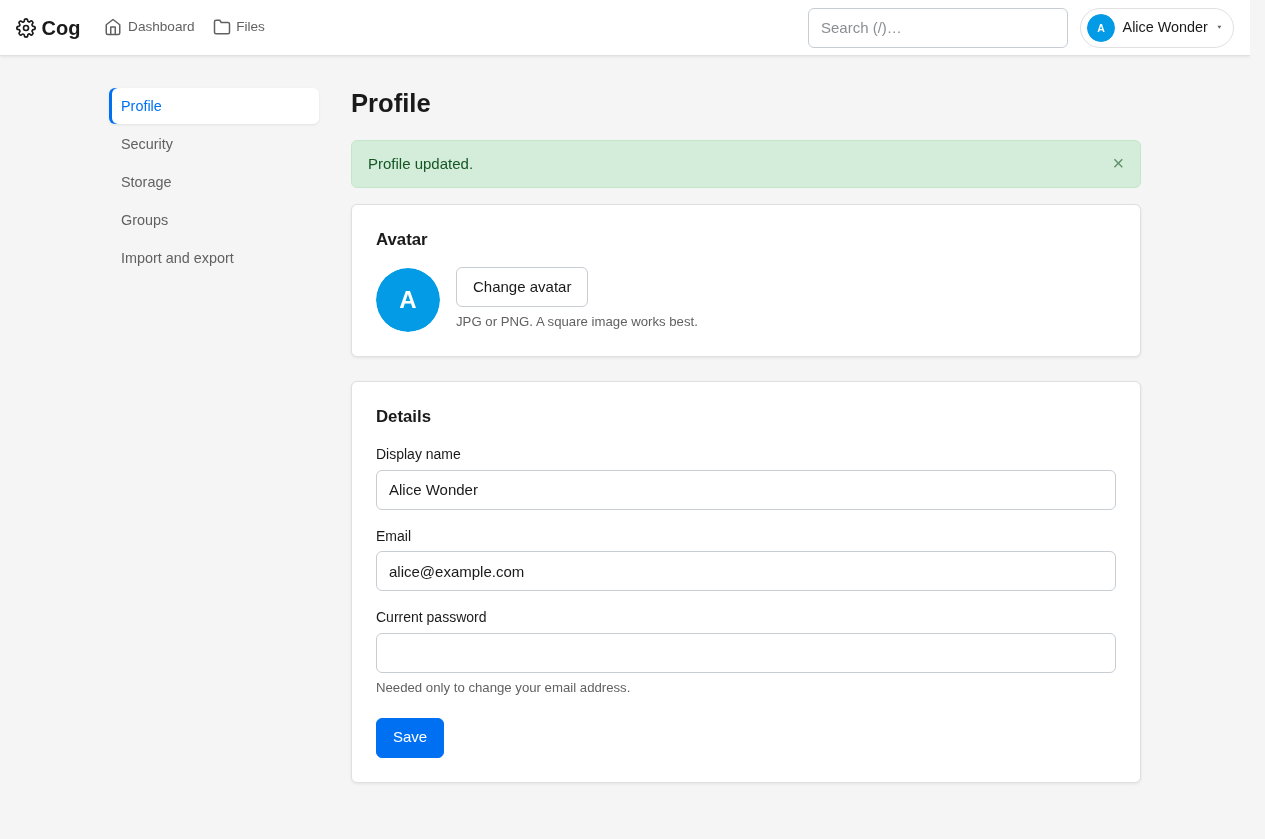 Cog
Dashboard
Files
Search (/)…
A
Alice Wonder
Profile
Security
Storage
Groups
Import and export
Profile
Profile updated.
×
Avatar
A
Change avatar
JPG or PNG. A square image works best.
Details
Display name
Alice Wonder
Email
alice@example.com
Current password
Needed only to change your email address.
Save